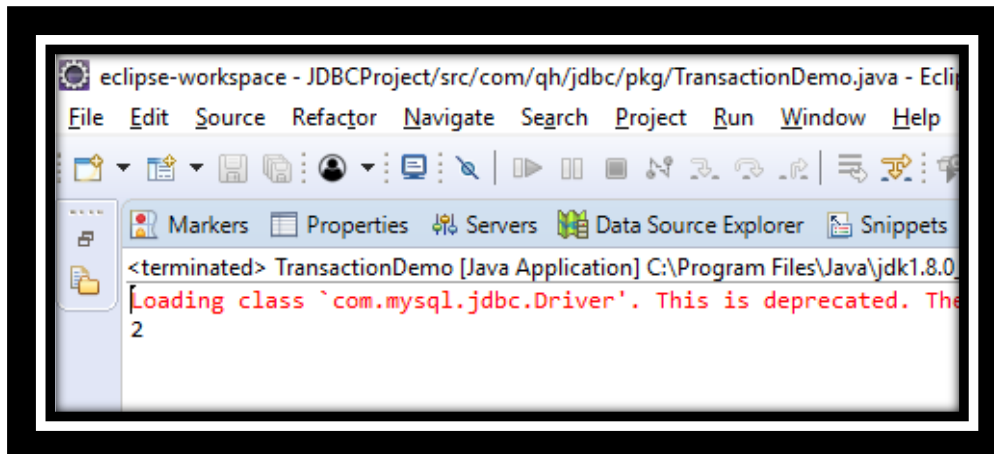 eclipse-workspace - JDBCProject/src/com/qh/jdbc/pkg/TransactionDemo.java - Eclip
File Edit Source Refactor Navigate Search Project Run Window Help
Markers Properties Servers Data Source Explorer Snippets
<terminated> TransactionDemo [Java Application] C:\Program Files\Java\jdk1.8.0_
Loading class `com.mysql.jdbc.Driver'. This is deprecated. The
2